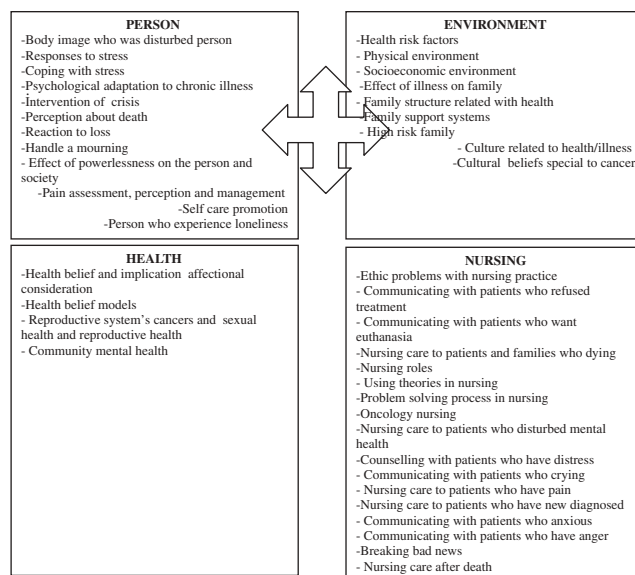 PERSON
-Body image who was disturbed person
-Responses to stress
-Coping with stress
-Psychological adaptation to chronic illness
-Intervention of crisis
-Perception about death
-Reaction to loss
-Handle a mourning
- Effect of powerlessness on the person and
society
-Pain assessment, perception and management
-Self care promotion
-Person who experience loneliness
ENVIRONMENT
-Health risk factors
- Physical environment
- Socioeconomic environment
-Effect of illness on family
- Family structure related with health
-Family support systems
- High risk family
- Culture related to health/illness
-Cultural beliefs special to cancer
HEALTH
-Health belief and implication affectional
consideration
-Health belief models
- Reproductive system's cancers and sexual
health and reproductive health
- Community mental health
NURSING
-Ethic problems with nursing practice
- Communicating with patients who refused
treatment
- Communicating with patients who want
euthanasia
-Nursing care to patients and families who dying
-Nursing roles
- Using theories in nursing
-Problem solving process in nursing
-Oncology nursing
-Nursing care to patients who disturbed mental
health
-Counselling with patients who have distress
- Communicating with patients who crying
- Nursing care to patients who have pain
-Nursing care to patients who have new diagnosed
- Communicating with patients who anxious
- Communicating with patients who have anger
-Breaking bad news
- Nursing care after death